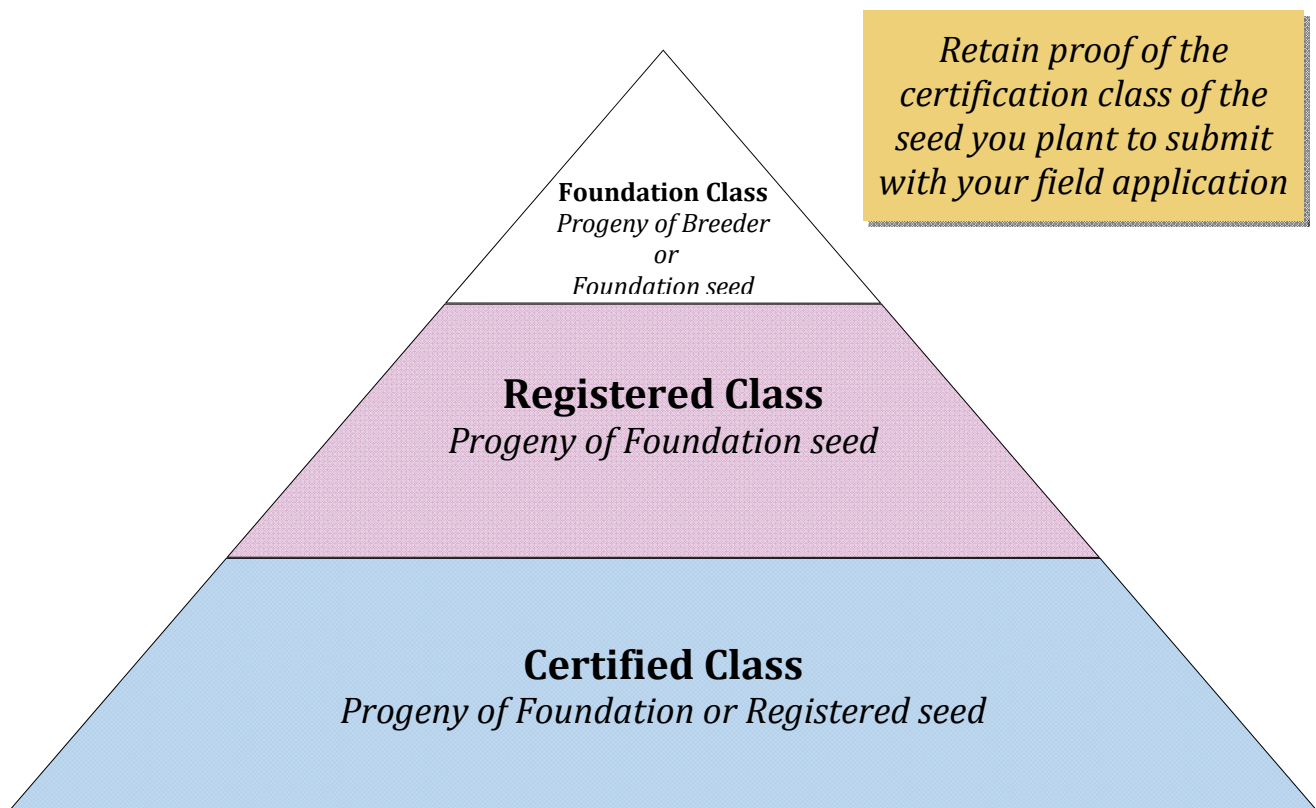 Retain proof of the
certification class of the
seed you plant to submit
with your field application
Foundation Class
Progeny of Breeder
or
Foundation seed
Registered Class
Progeny of Foundation seed
Certified Class
Progeny of Foundation or Registered seed